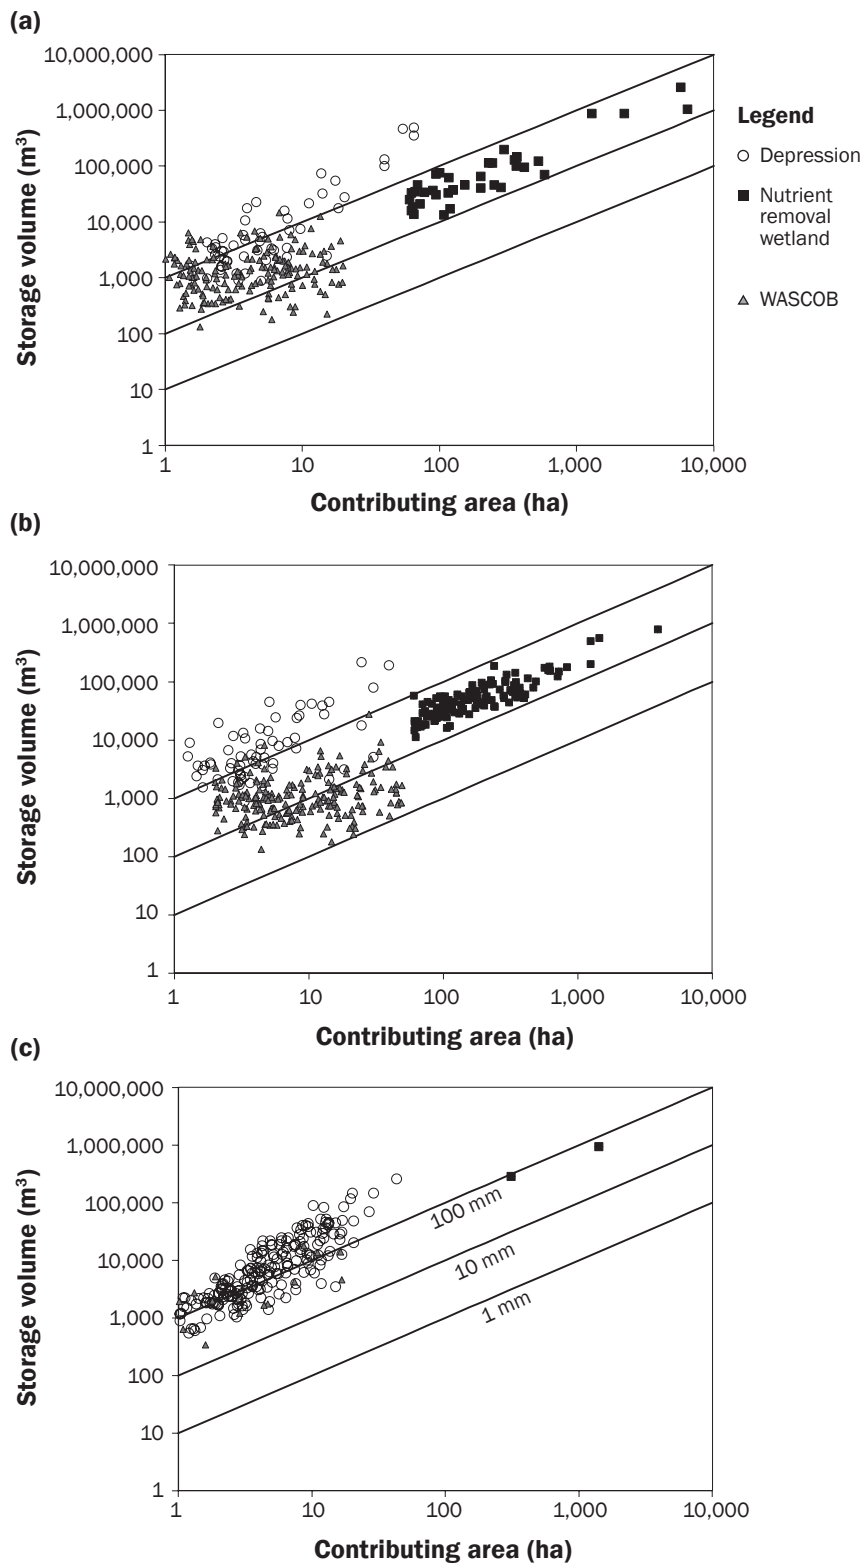 (a)
10,000,000
1,000,000
100,000
10,000
1,000
100
10
1
1
10
100
1,000
10,000
Storage volume (m³)
Contributing area (ha)
Legend
Depression
Nutrient
removal
wetland
WASCOB
(b)
10,000,000
1,000,000
100,000
10,000
1,000
100
10
1
1
10
100
1,000
10,000
Storage volume (m³)
Contributing area (ha)
(c)
10,000,000
1,000,000
100,000
10,000
1,000
100
10
1
100 mm
10 mm
1 mm
1
10
100
1,000
10,000
Storage volume (m³)
Contributing area (ha)